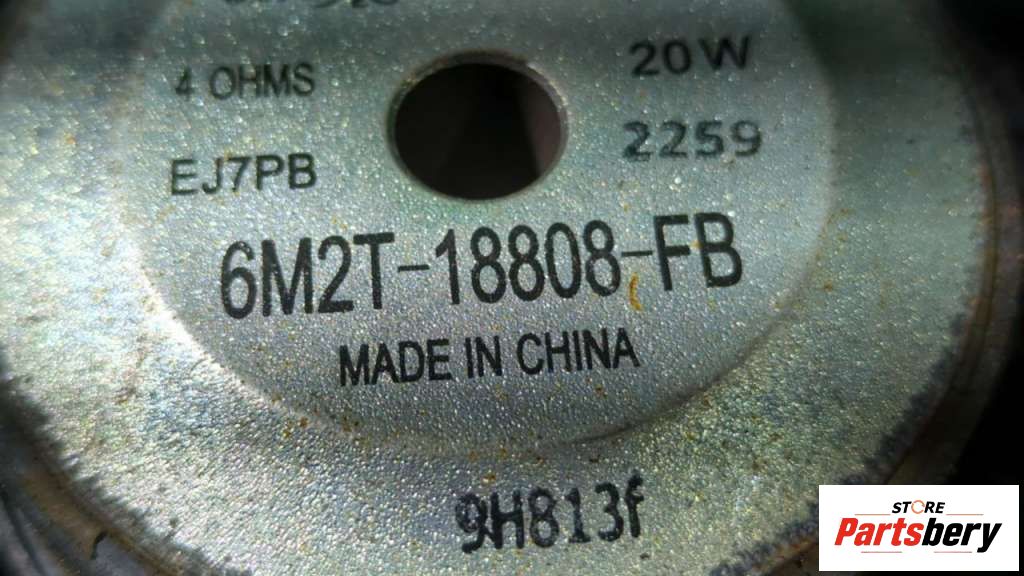 4 OHMS 20W
EJ7PB 2259
6M2T-18808-FB
MADE IN CHINA
9H813f
STORE
Partsbery